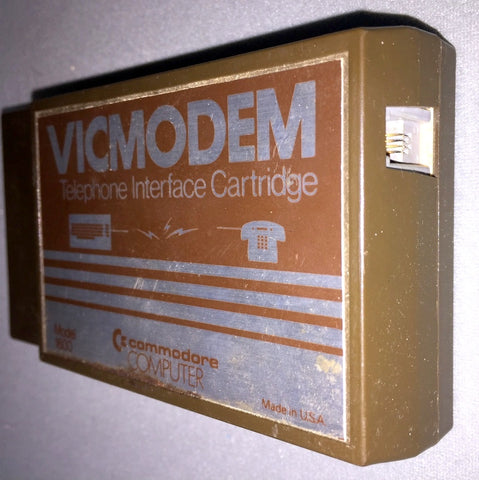 VICMODEM
Telephone Interface Cartridge
Model
1600
commodore
COMPUTER
Made in U.S.A